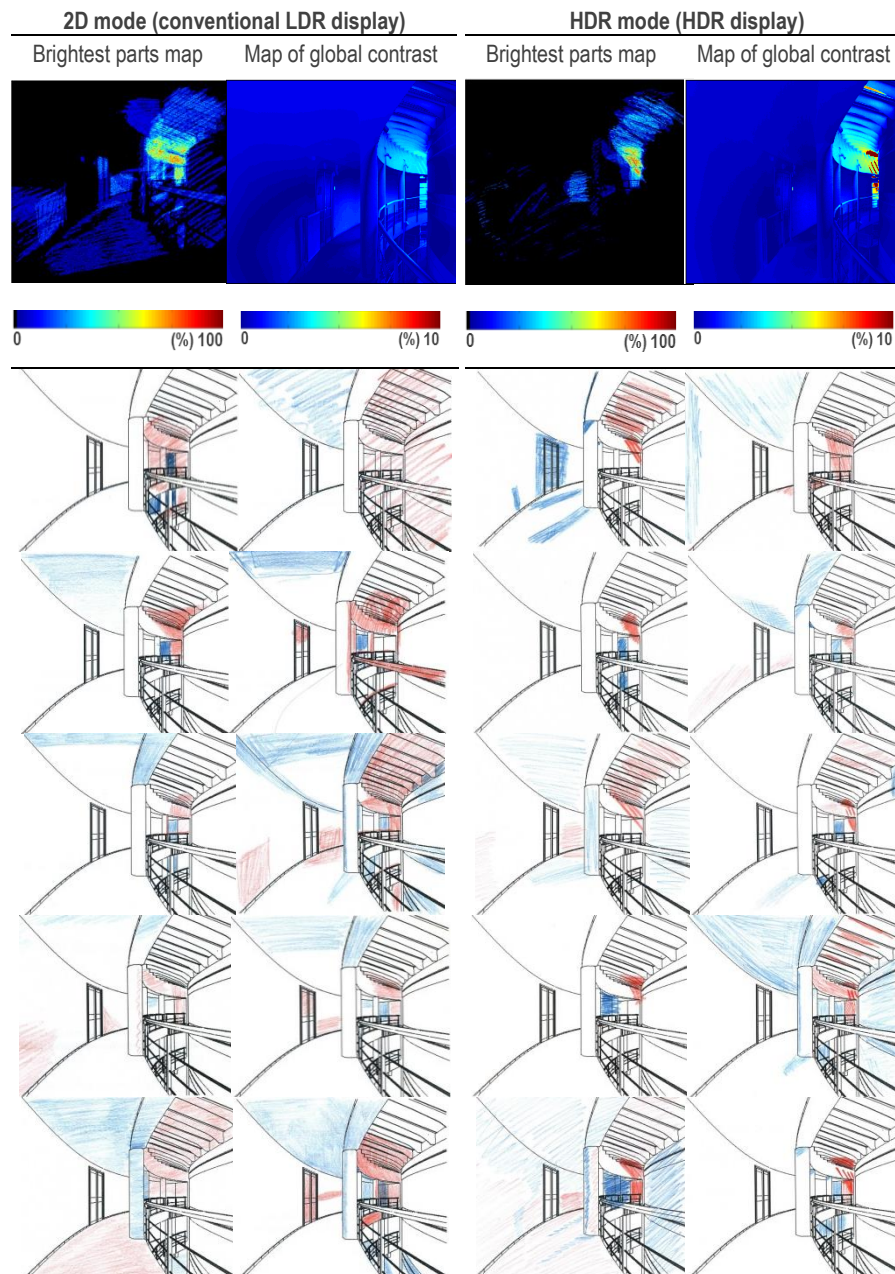 2D mode (conventional LDR display) HDR mode (HDR display)
Brightest parts map Map of global contrast Brightest parts map Map of global contrast
0 (%) 100 0 (%) 10 0 (%) 100 0 (%) 10